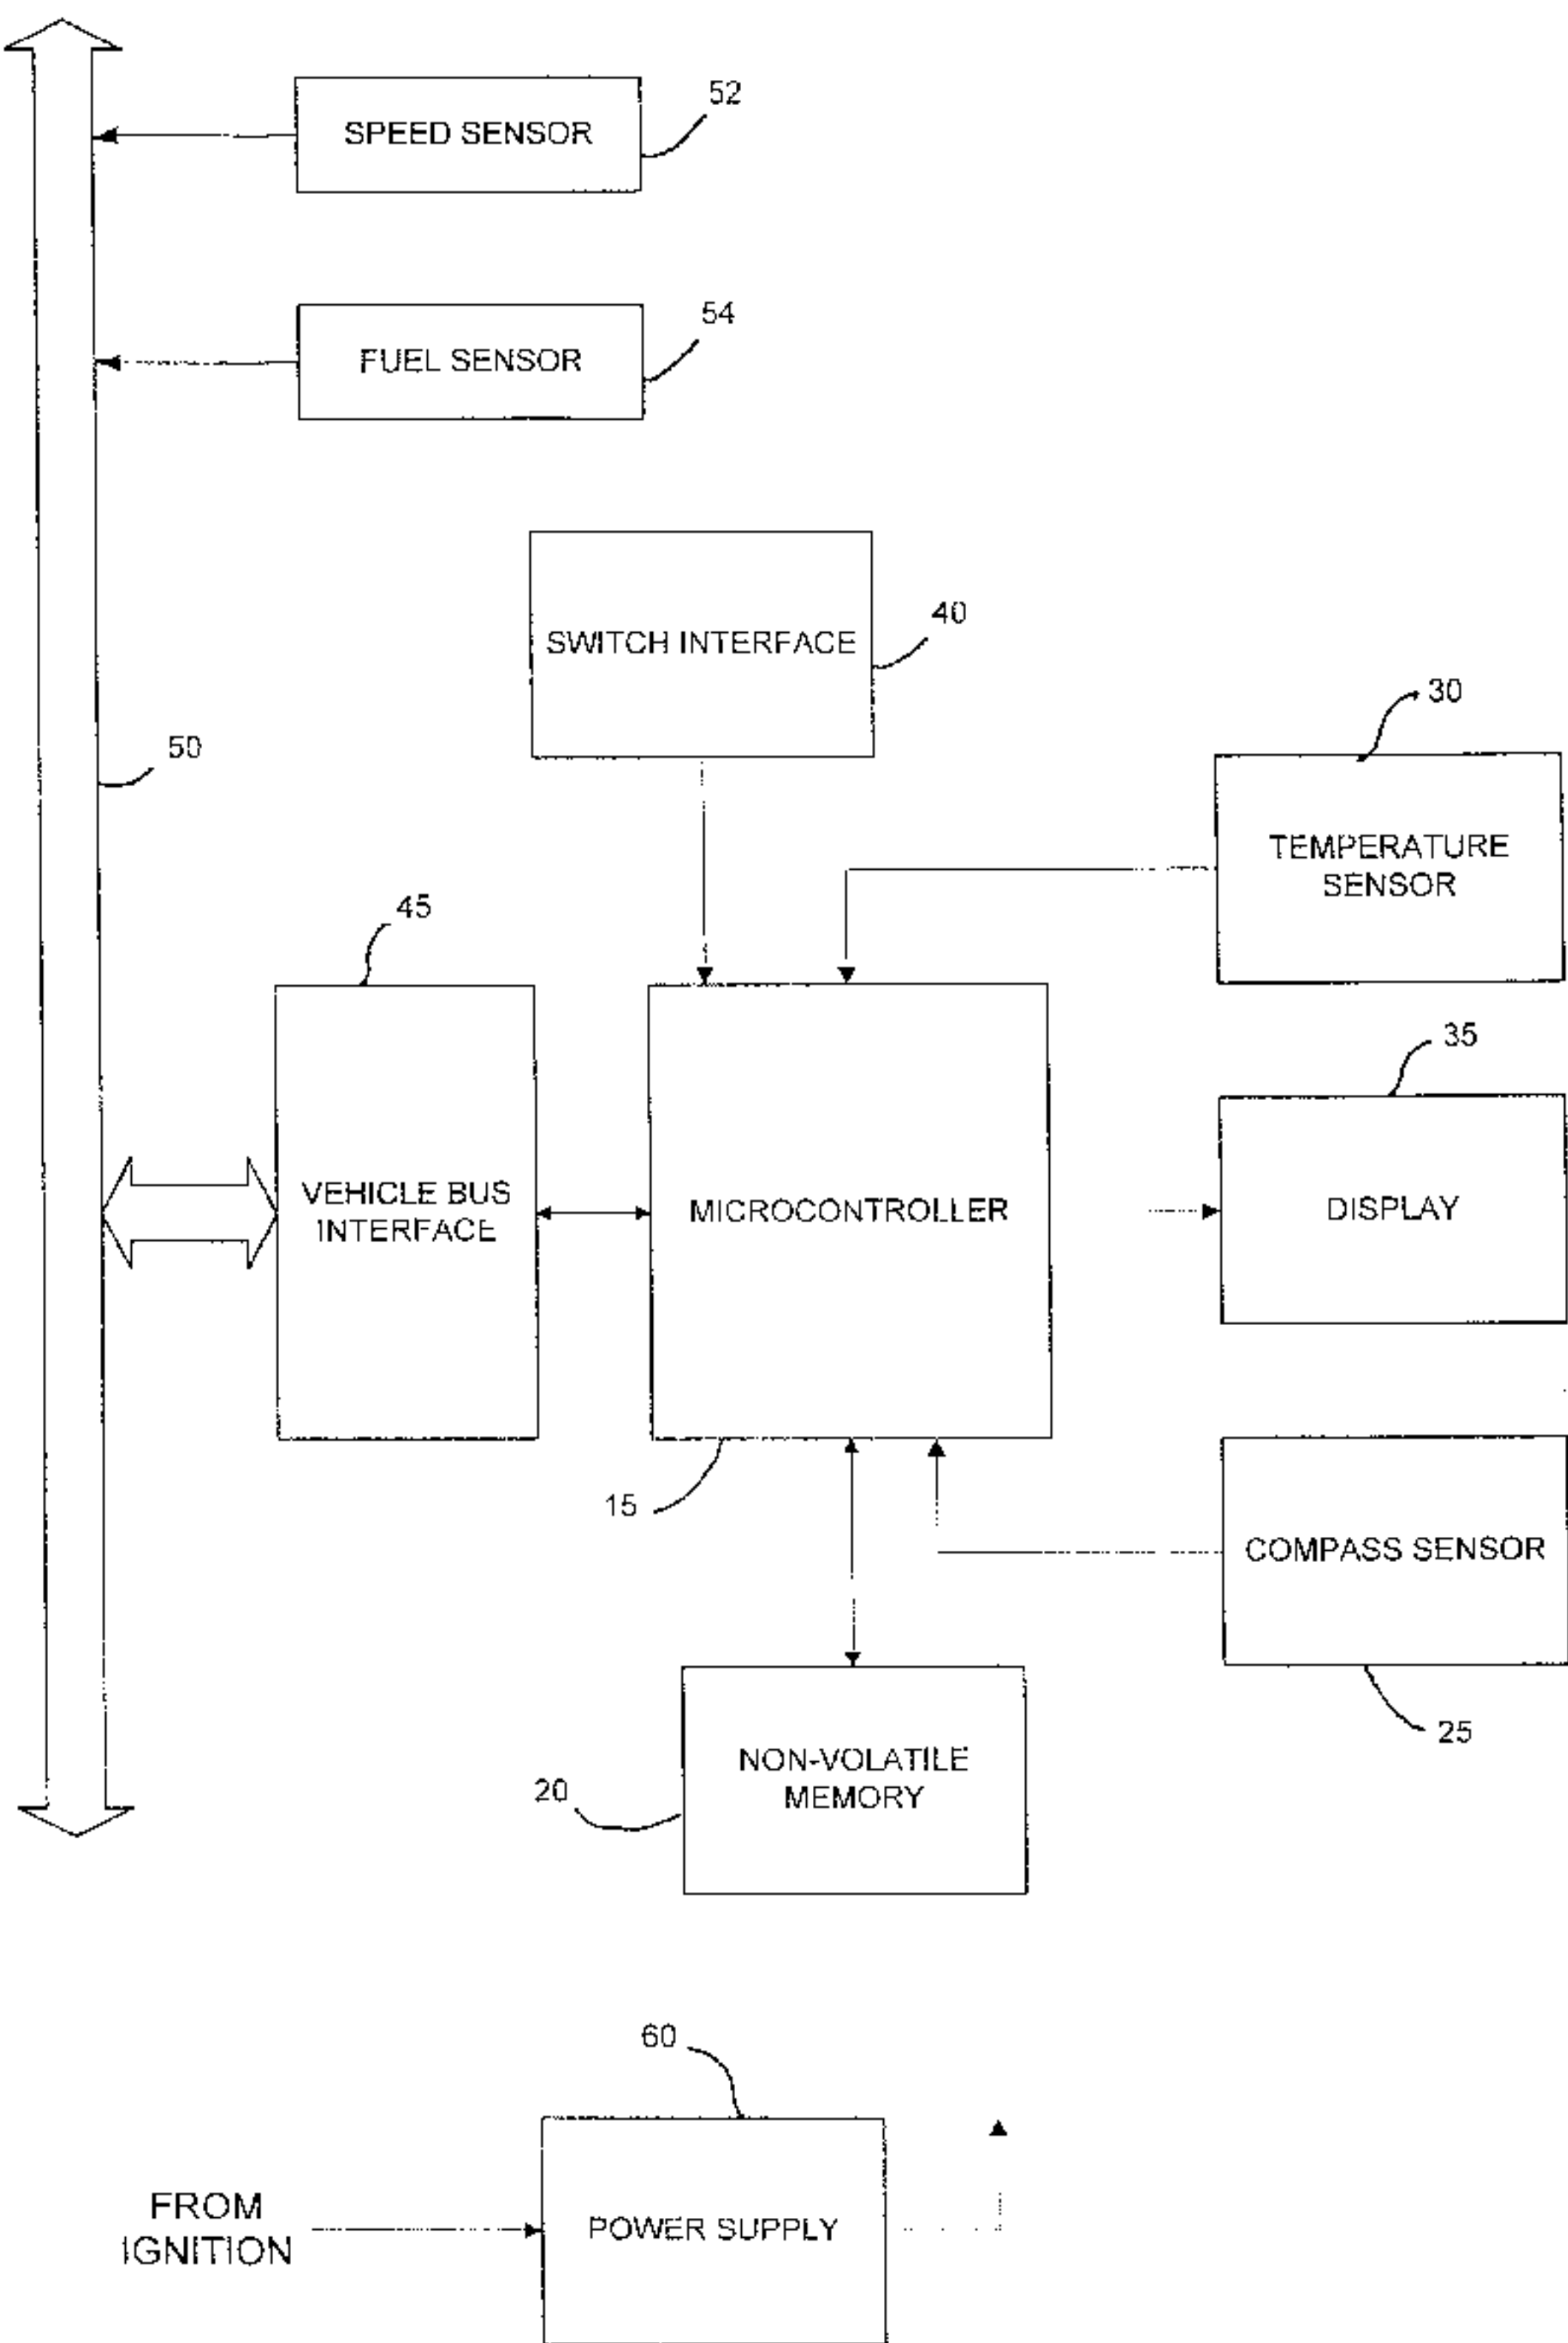 52
SPEED SENSOR
54
FUEL SENSOR
40
SWITCH INTERFACE
30
50
TEMPERATURE
SENSOR
45
35
VEHICLE BUS
INTERFACE
MICROCONTROLLER
DISPLAY
15
COMPASS SENSOR
25
NON-VOLATILE
MEMORY
20
60
FROM
IGNITION
POWER SUPPLY